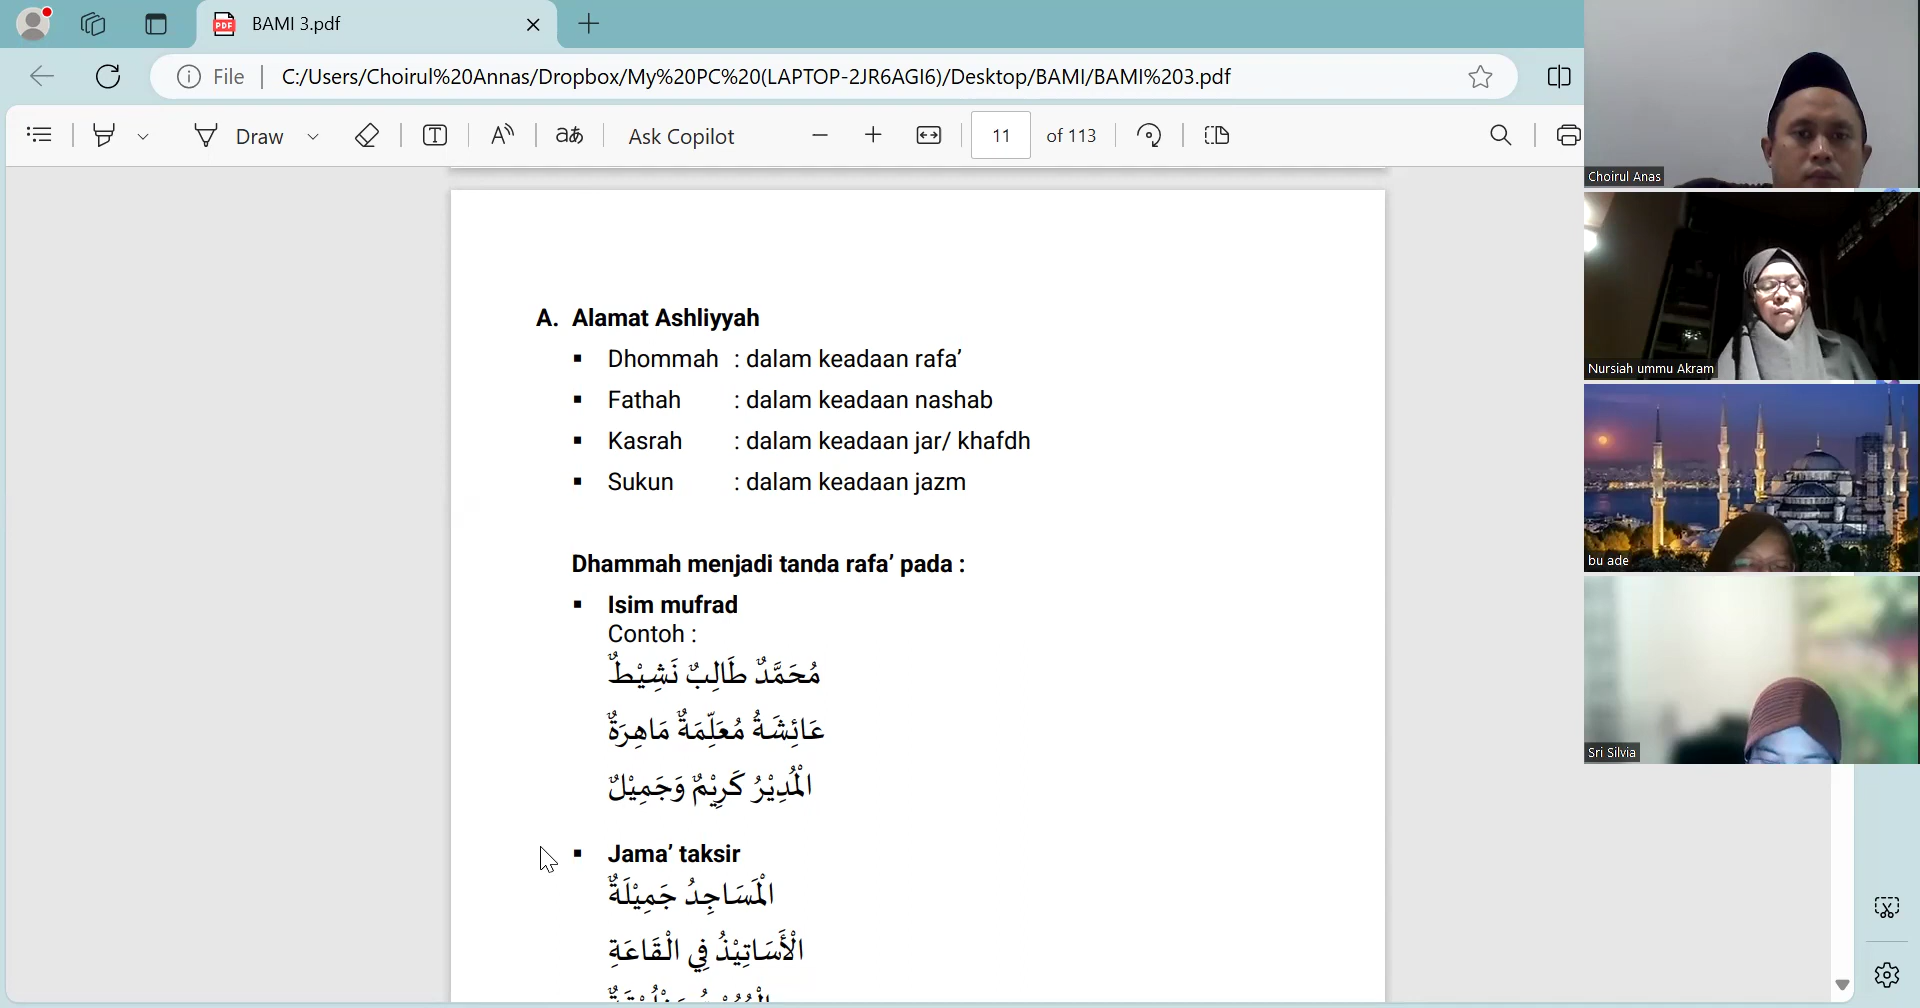 BAMI 3.pdf
File
C:/Users/Choirul%20Annas/Dropbox/My%20PC%20(LAPTOP-2JR6AGI6)/Desktop/BAMI/BAMI%203.pdf
Draw
Ask Copilot
11 of 113
A. Alamat Ashliyyah
▪ Dhommah : dalam keadaan rafa’
▪ Fathah : dalam keadaan nashab
▪ Kasrah : dalam keadaan jar/ khafdh
▪ Sukun : dalam keadaan jazm
Dhammah menjadi tanda rafa’ pada :
▪ Isim mufrad
Contoh :
مُحَمَّدٌ طَالِبٌ نَشِيْطٌ
عَائِشَةُ مُعَلِّمَةٌ مَاهِرَةٌ
الْمُدِيْرُ كَرِيْمٌ وَجَمِيْلٌ
▪ Jama’ taksir
الْمَسَاجِدُ جَمِيْلَةٌ
الْأَسَاتِيْذُ فِي الْقَاعَةِ
Choirul Anas
Nursiah ummu Akram
bu ade
Sri Silvia